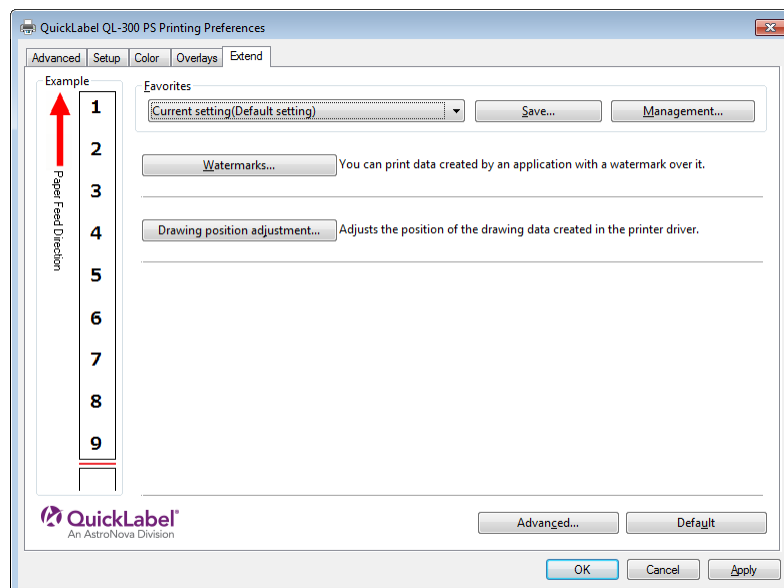 QuickLabel QL-300 PS Printing Preferences
Advanced Setup Color Overlays Extend
Example
Paper Feed Direction
1
2
3
4
5
6
7
8
9
Favorites
Current setting(Default setting) Save... Management...
Watermarks... You can print data created by an application with a watermark over it.
Drawing position adjustment... Adjusts the position of the drawing data created in the printer driver.
QuickLabel®
An AstroNova Division
Advanced... Default
OK Cancel Apply